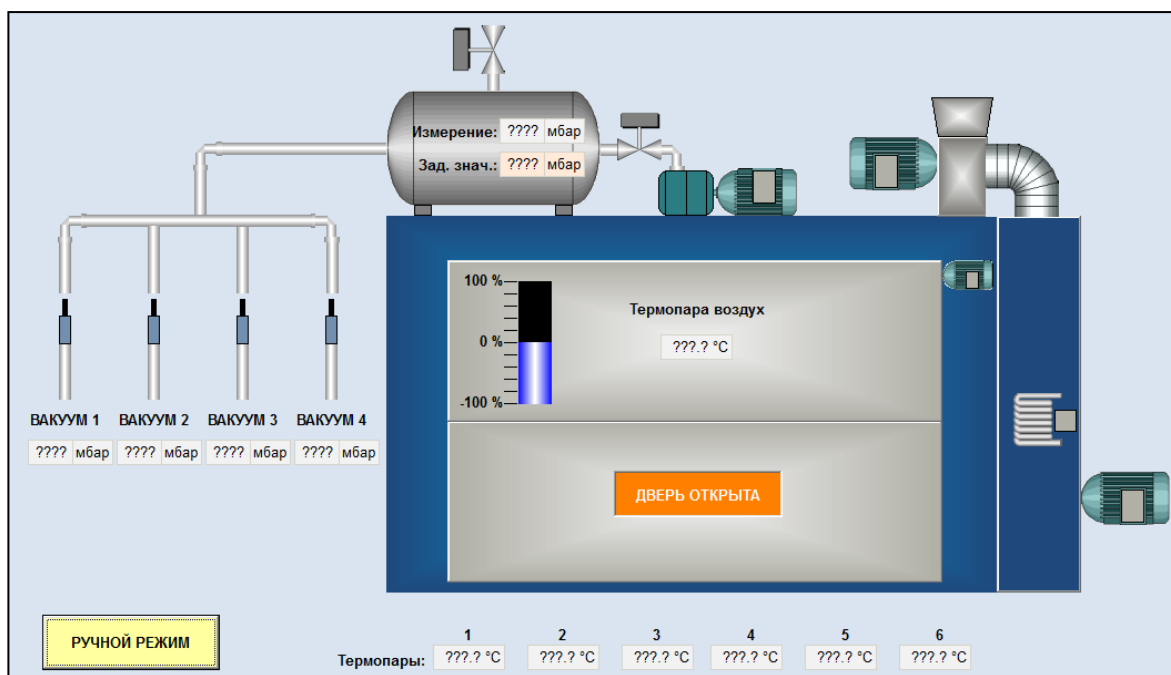 Измерение: ???? мбар
Зад. знач.: ???? мбар
100 %
0 %
-100 %
Термопара воздух
???.? °C
ВАКУУМ 1 ВАКУУМ 2 ВАКУУМ 3 ВАКУУМ 4
???? мбар ???? мбар ???? мбар ???? мбар
ДВЕРЬ ОТКРЫТА
РУЧНОЙ РЕЖИМ
1 2 3 4 5 6
Термопары: ???.? °C ???.? °C ???.? °C ???.? °C ???.? °C ???.? °C